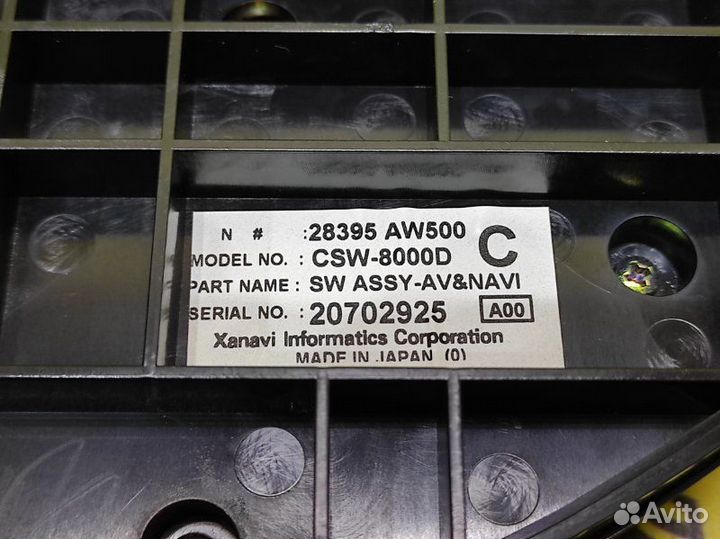 N # : 28395 AW500 C
MODEL NO. : CSW-8000D
PART NAME : SW ASSY-AV&NAVI
SERIAL NO. : 20702925 A00
Xanavi Informatics Corporation
MADE IN JAPAN (0)
Avito